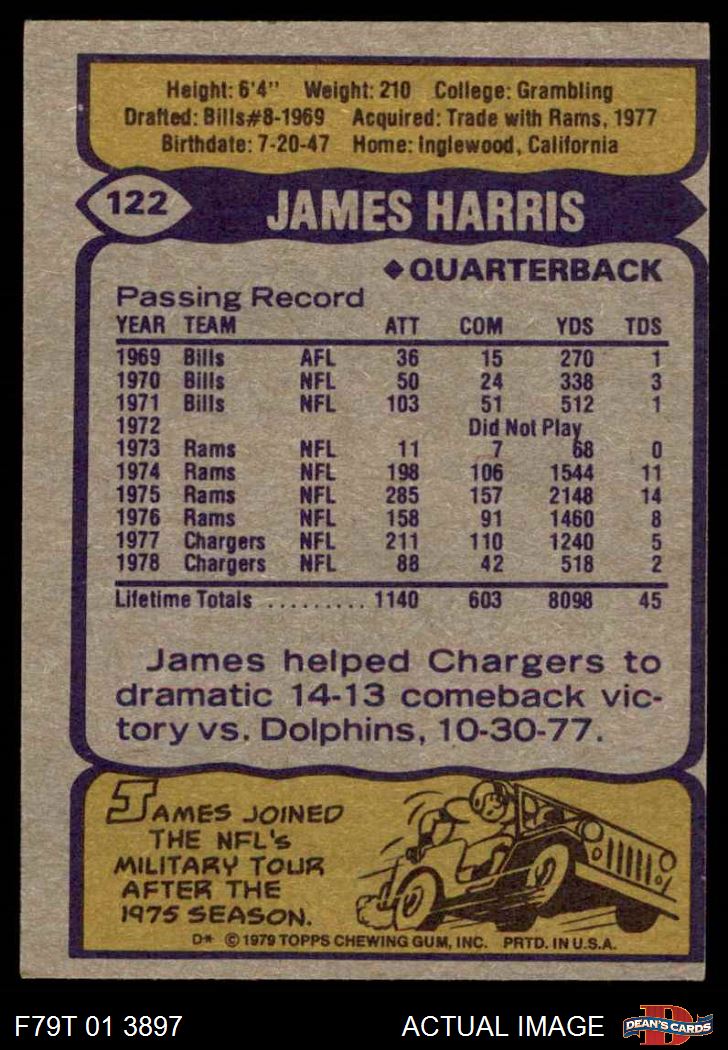 Height: 6'4" Weight: 210 College: Grambling
Drafted: Bills#8-1969 Acquired: Trade with Rams, 1977
Birthdate: 7-20-47 Home: Inglewood, California
122 JAMES HARRIS
◆QUARTERBACK
Passing Record
YEAR TEAM ATT COM YDS TDS
1969 Bills AFL 36 15 270 1
1970 Bills NFL 50 24 338 3
1971 Bills NFL 103 51 512 1
1972 Did Not Play
1973 Rams NFL 11 7 68 0
1974 Rams NFL 198 106 1544 11
1975 Rams NFL 285 157 2148 14
1976 Rams NFL 158 91 1460 8
1977 Chargers NFL 211 110 1240 5
1978 Chargers NFL 88 42 518 2
Lifetime Totals .......... 1140 603 8098 45
James helped Chargers to
dramatic 14-13 comeback vic-
tory vs. Dolphins, 10-30-77.
JAMES JOINED
THE NFL'S
MILITARY TOUR
AFTER THE
1975 SEASON.
D* © 1979 TOPPS CHEWING GUM, INC. PRTD. IN U.S.A.
F79T 01 3897 ACTUAL IMAGE D DEAN'S CARDS